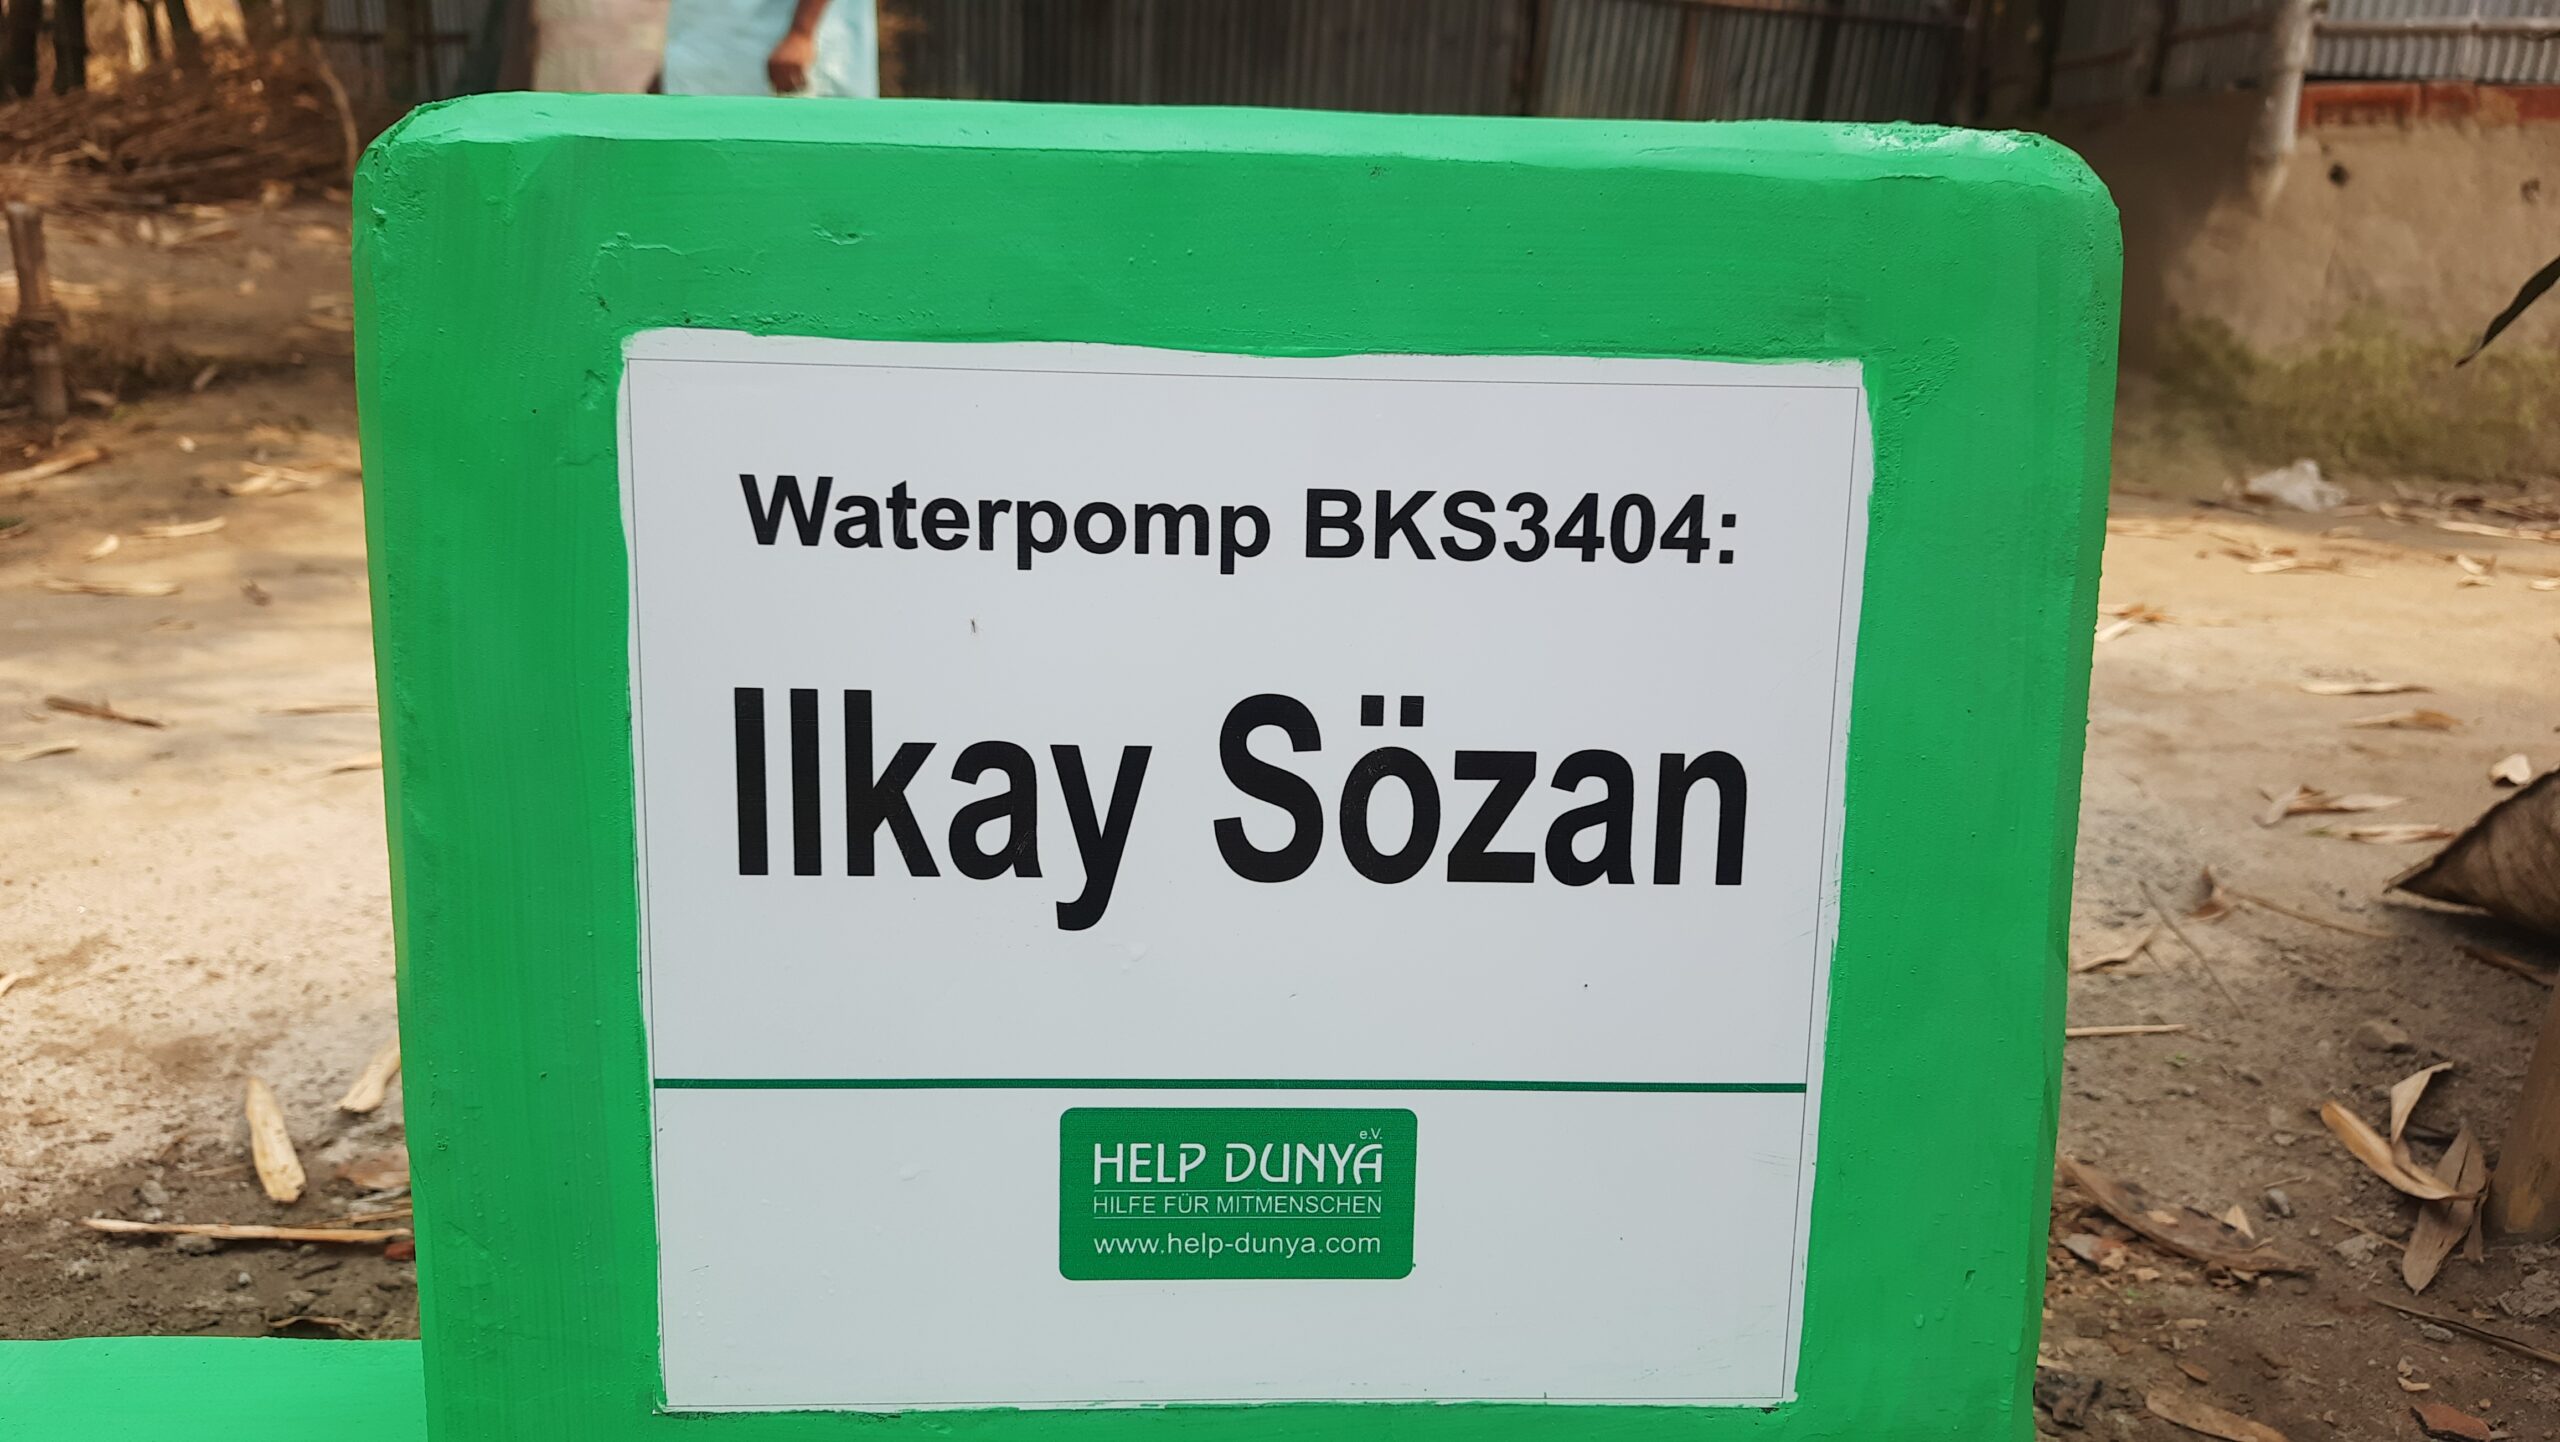 Waterpomp BKS3404:
Ilkay Sözan
e.V.
HELP DUNYA
HILFE FÜR MITMENSCHEN
www.help-dunya.com